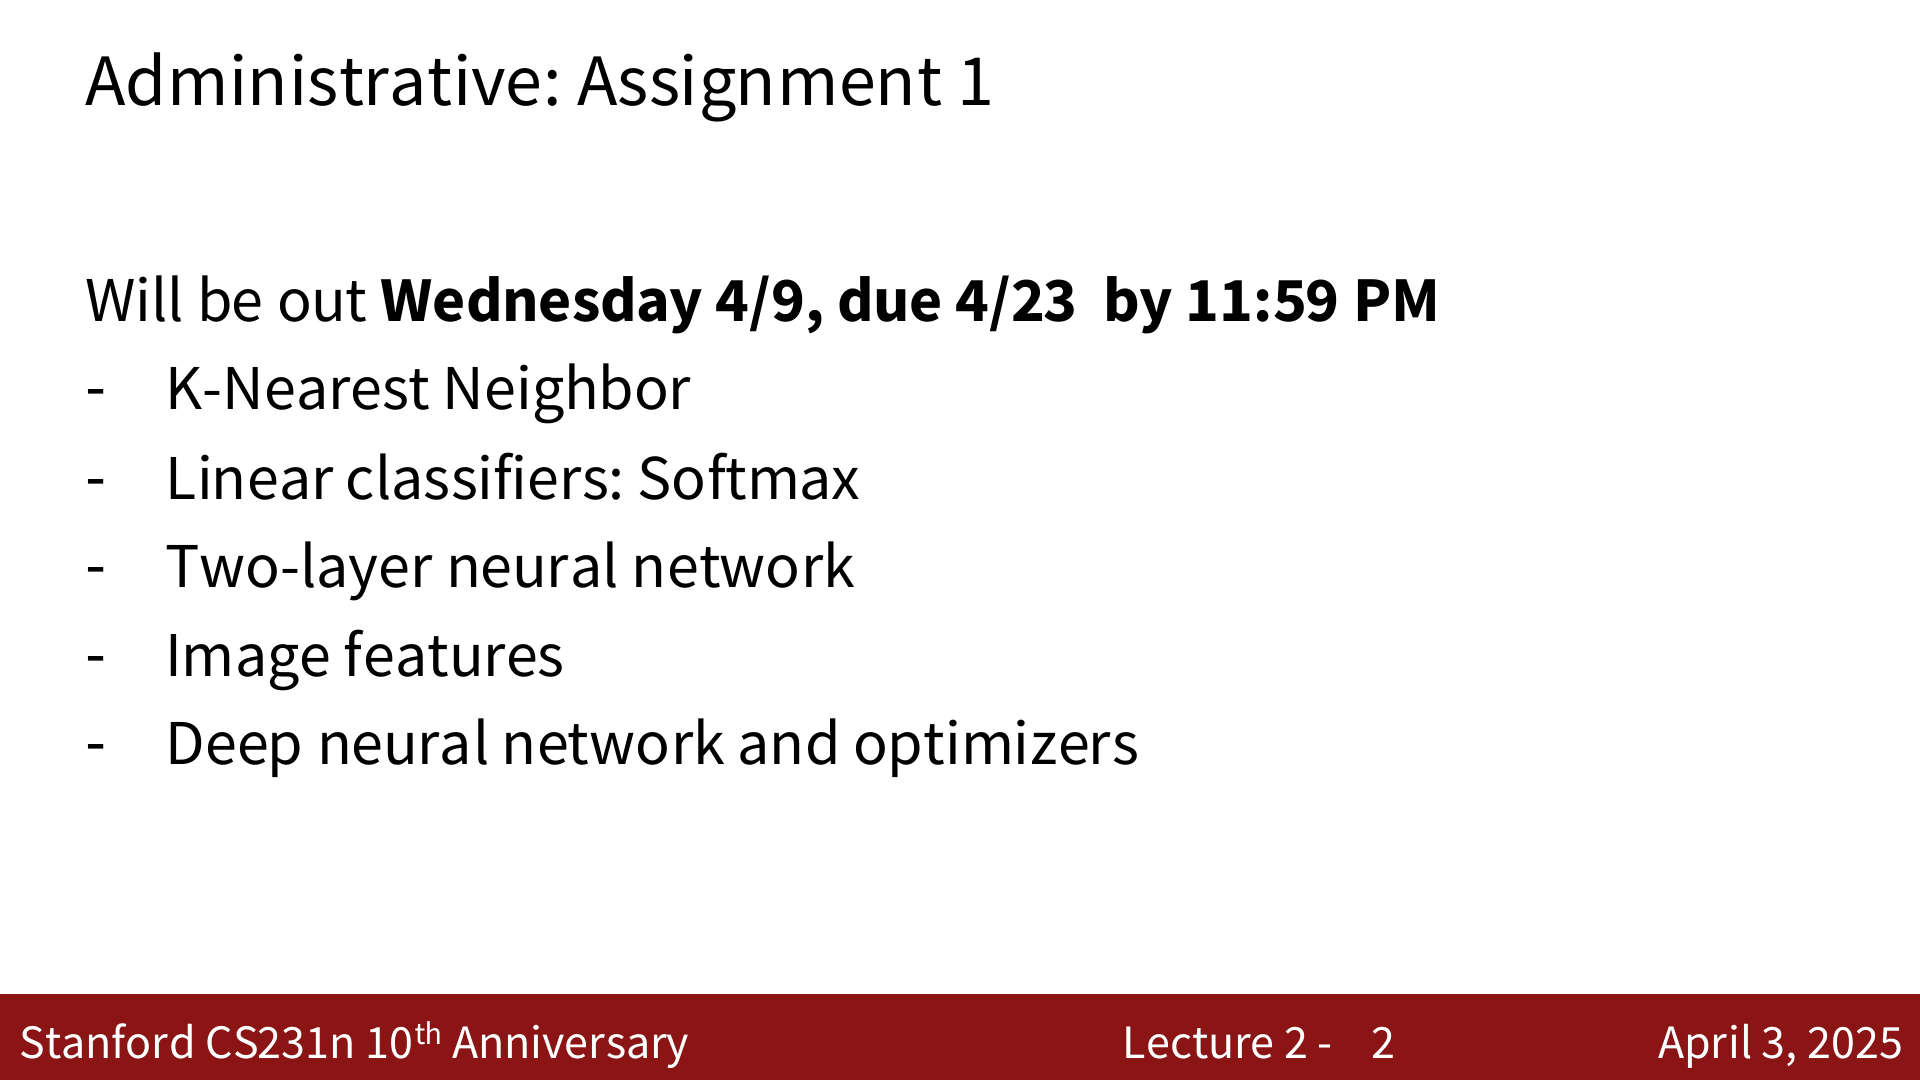 Administrative: Assignment 1
Will be out Wednesday 4/9, due 4/23  by 11:59 PM
- K-Nearest Neighbor
- Linear classifiers: Softmax
- Two-layer neural network
- Image features
- Deep neural network and optimizers
Stanford CS231n 10th Anniversary Lecture 2 - 2 April 3, 2025